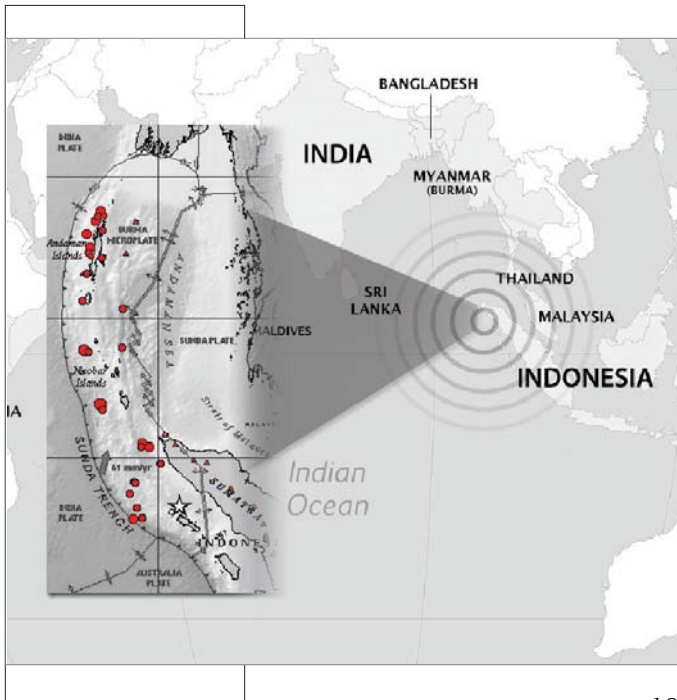 BANGLADESH
INDIA
MYANMAR
(BURMA)
THAILAND
SRI
LANKA
MALAYSIA
MALDIVES
INDONESIA
Indian
Ocean
IA
INDIA
PLATE
BURMA
MICROPLATE
Andaman
Islands
ANDAMAN SEA
SUNDA PLATE
Nicobar
Islands
Strait of Malacca
SUNDA TRENCH
61 mm/yr
SUMATRA
INDIA
PLATE
INDONE
AUSTRALIA
PLATE